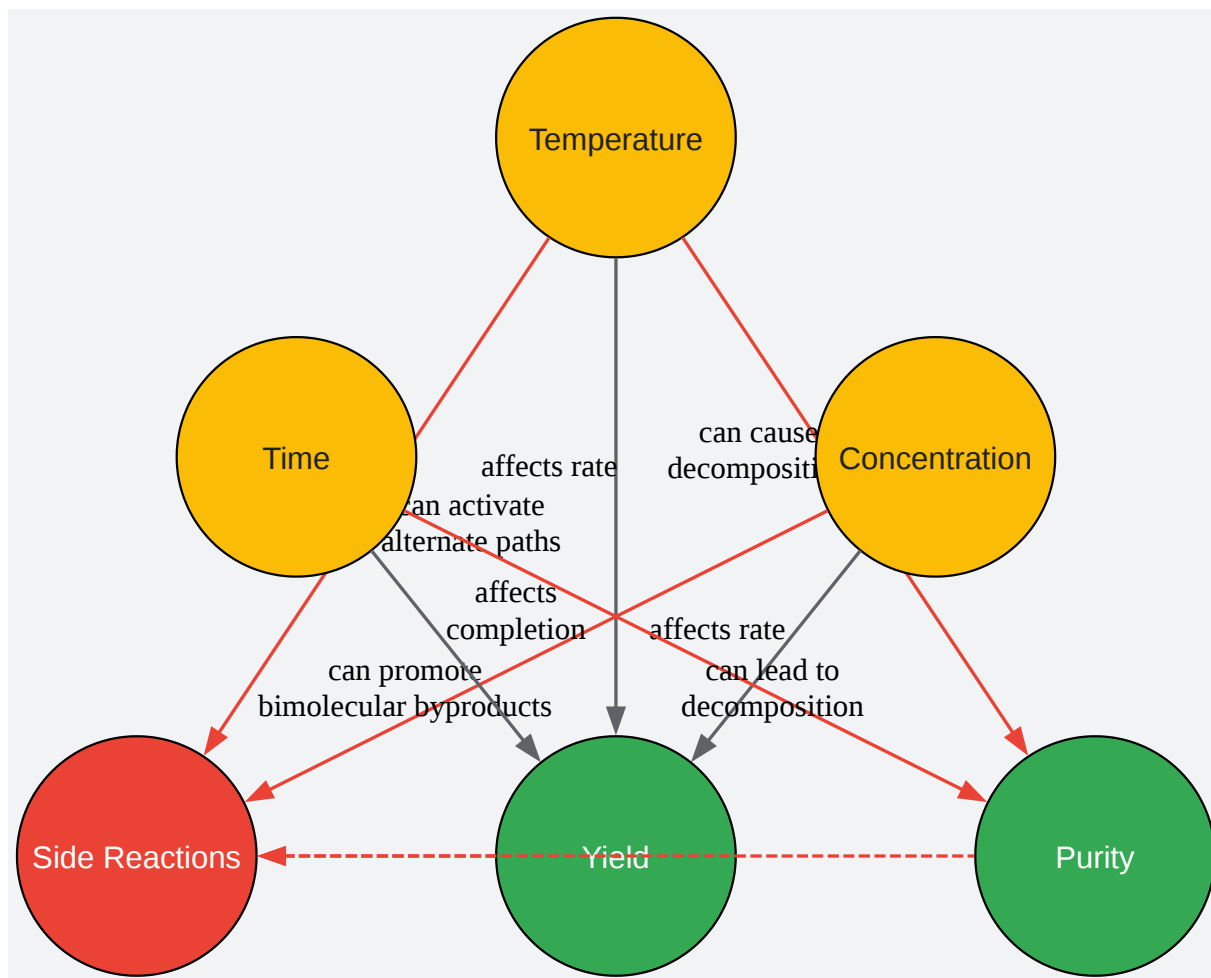 Temperature
can cause
Time
affects rate
decompositi
Concentration
can activate
alternate paths
affects
completion
affects rate
can promote
bimolecular byproducts
can lead to
decomposition
Side Reactions
Yield
Purity